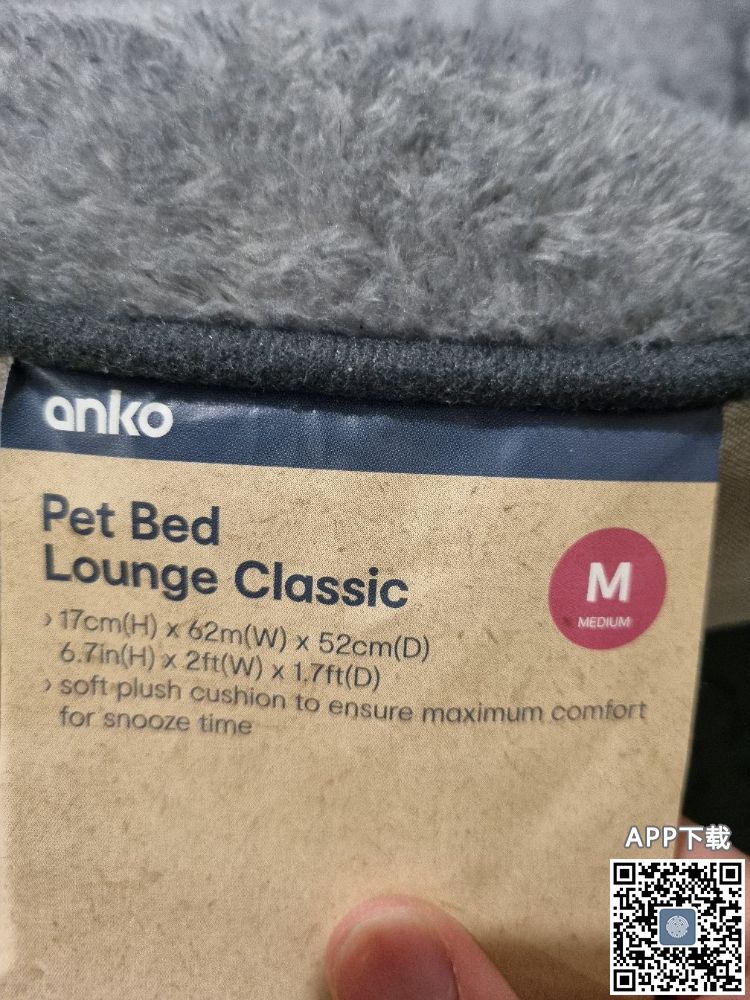 anko
Pet Bed
Lounge Classic
M
MEDIUM
› 17cm(H) x 62m(W) x 52cm(D)
6.7in(H) x 2ft(W) x 1.7ft(D)
› soft plush cushion to ensure maximum comfort
for snooze time
APP下载